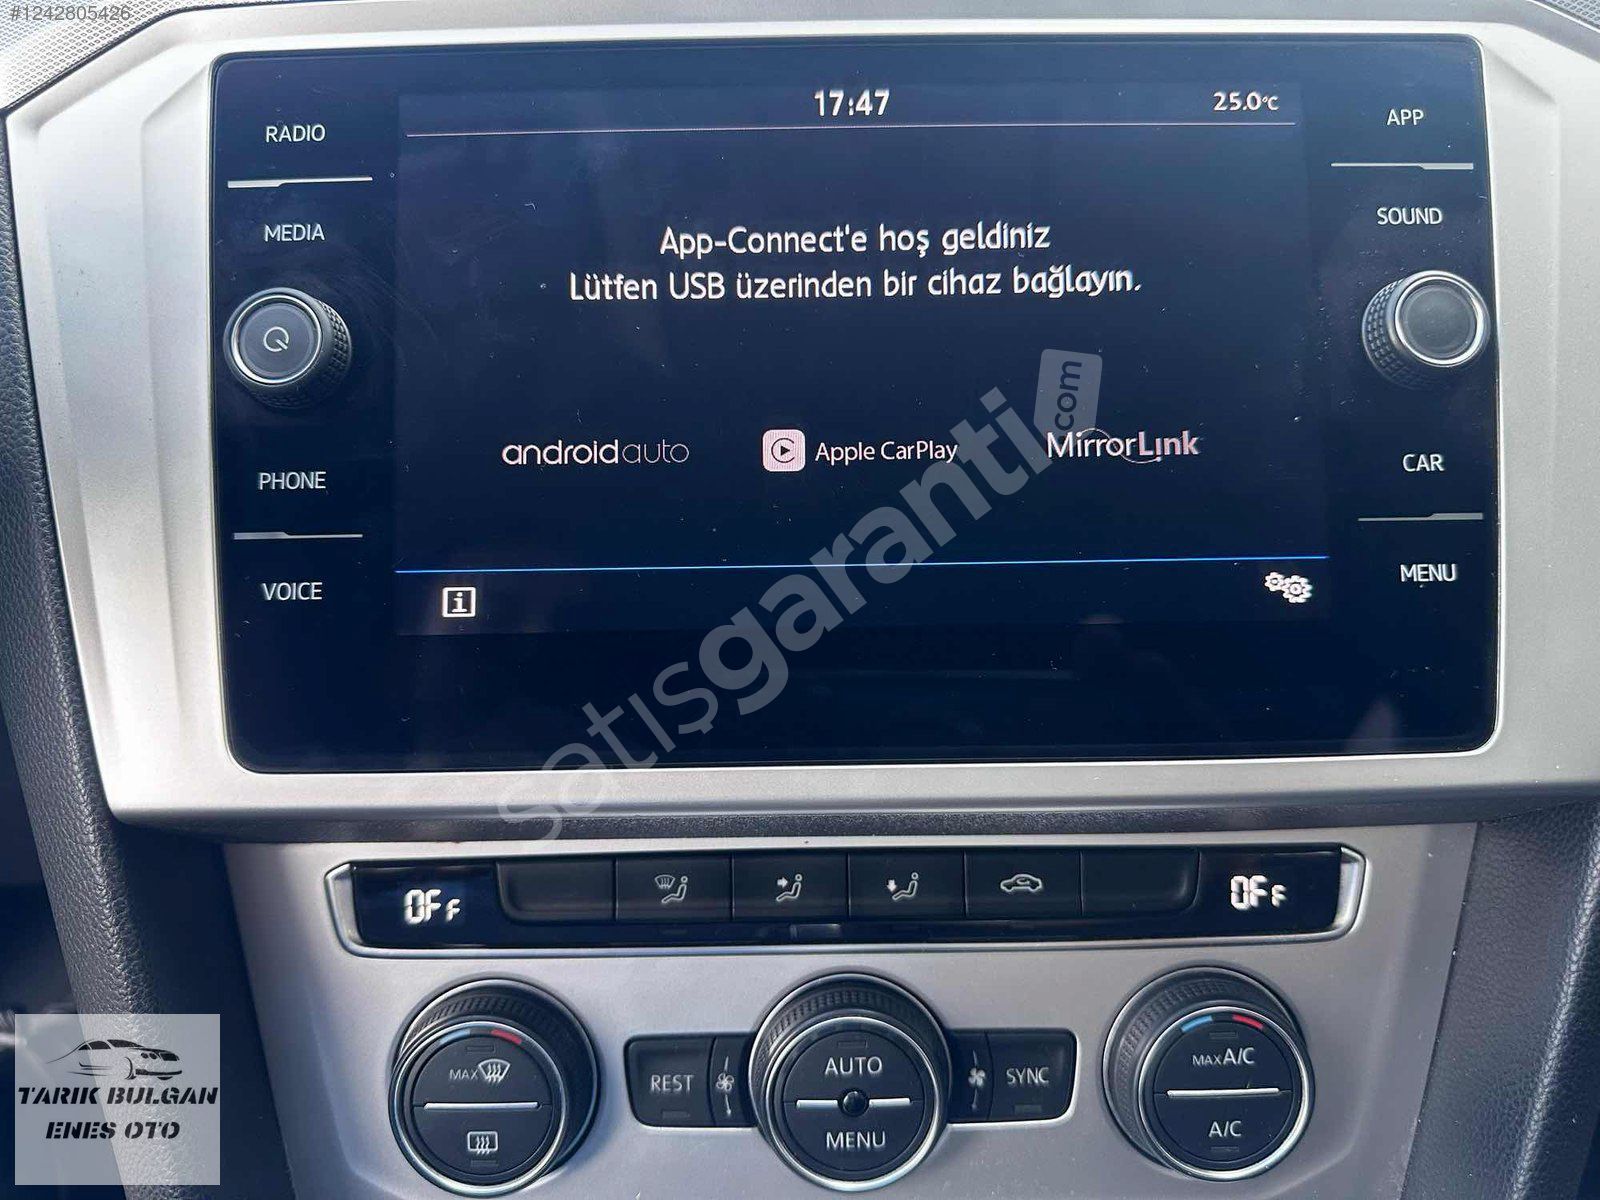 #1242805426
17:47
25.0°C
RADIO
APP
MEDIA
SOUND
App-Connect'e hoş geldiniz
Lütfen USB üzerinden bir cihaz bağlayın.
androidauto
Apple CarPlay
MirrorLink
PHONE
CAR
VOICE
MENU
i
satışgaranti.com
OFF
OFF
MAX
REST
AUTO
MENU
SYNC
MAX A/C
A/C
TARIK BULGAN
ENES OTO